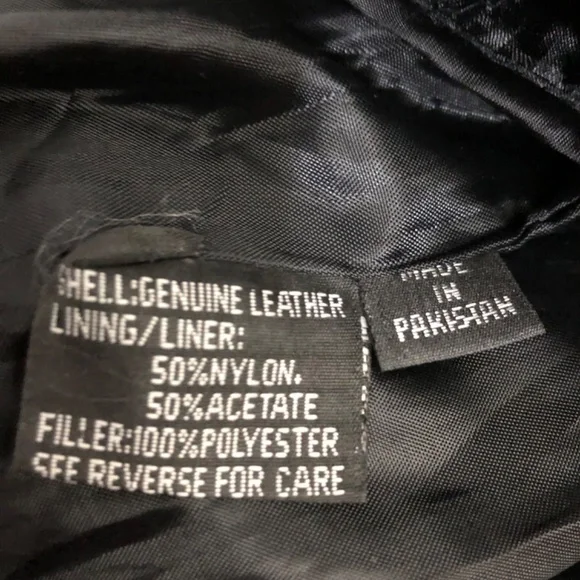 SHELL:GENUINE LEATHER
LINING/LINER:
50%NYLON.
50%ACETATE
FILLER:100%POLYESTER
SEE REVERSE FOR CARE
MADE
IN
PAKISTAN